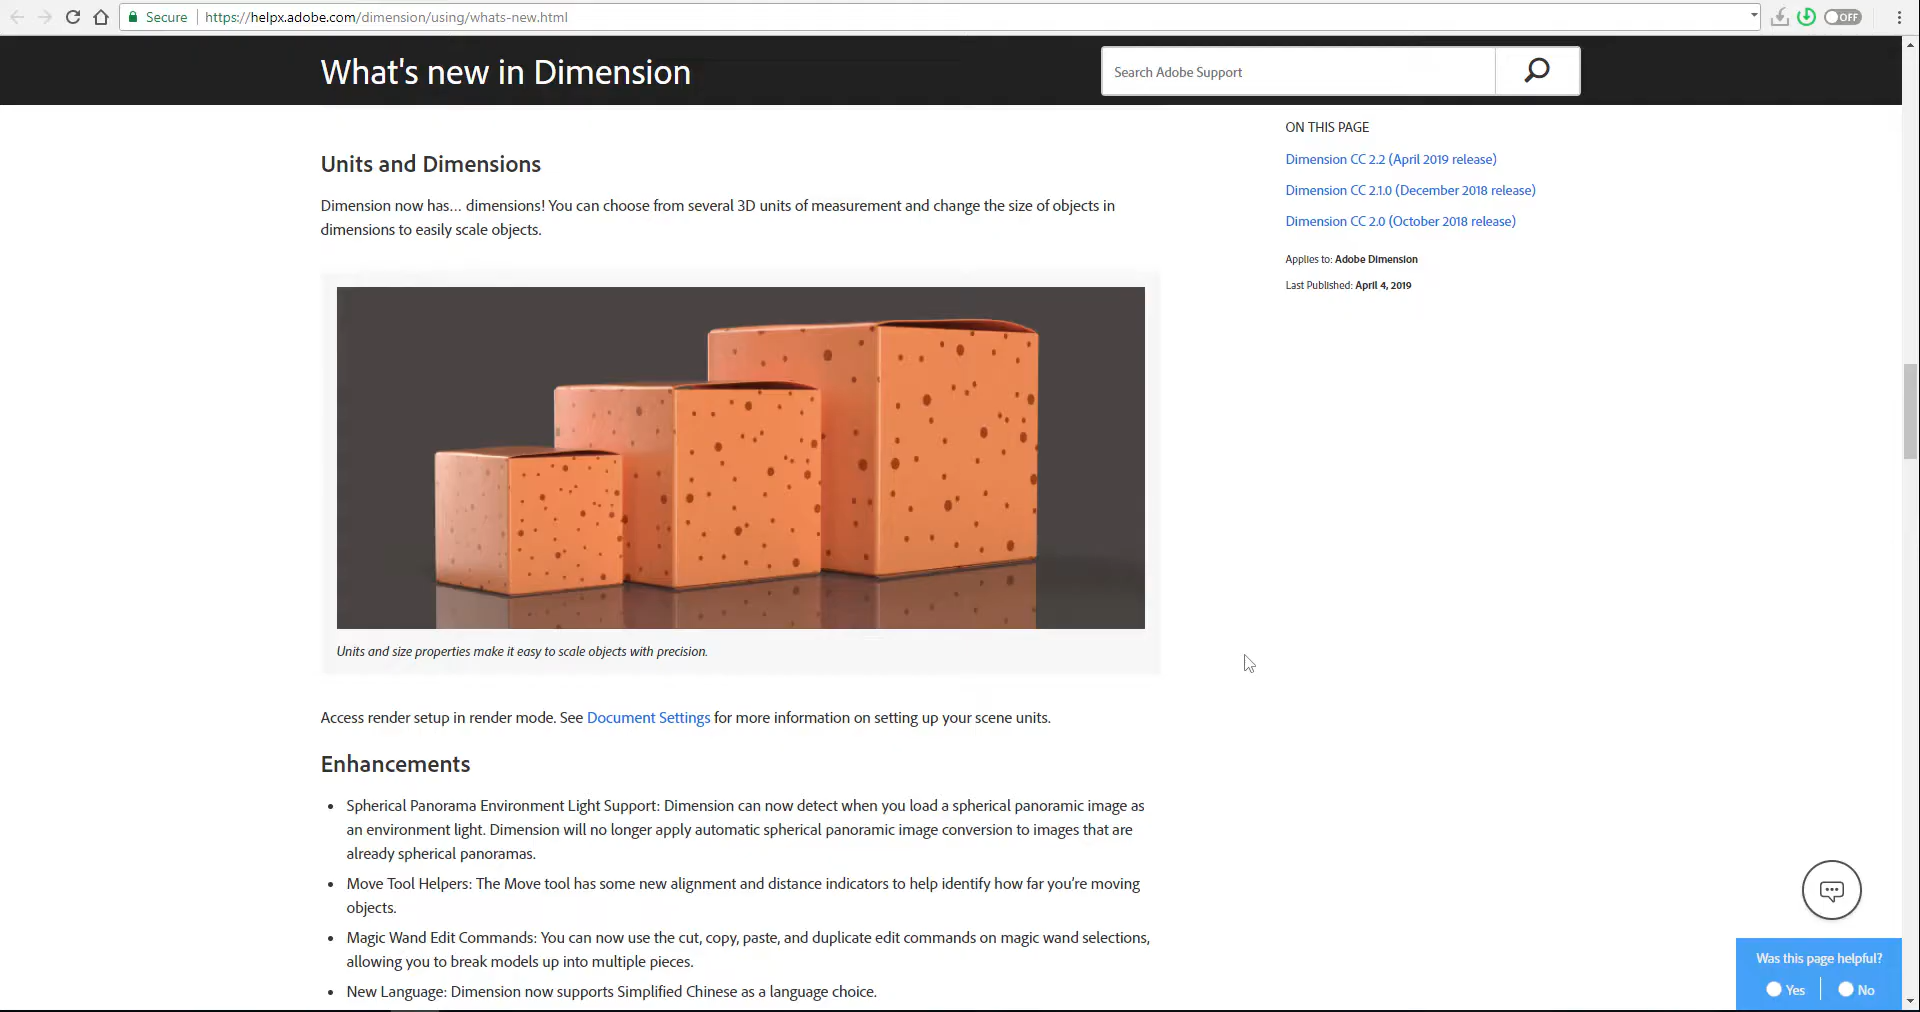 Secure https://helpx.adobe.com/dimension/using/whats-new.html
OFF
What's new in Dimension
Search Adobe Support
Units and Dimensions
Dimension now has... dimensions! You can choose from several 3D units of measurement and change the size of objects in
dimensions to easily scale objects.
Units and size properties make it easy to scale objects with precision.
Access render setup in render mode. See Document Settings for more information on setting up your scene units.
Enhancements
• Spherical Panorama Environment Light Support: Dimension can now detect when you load a spherical panoramic image as
an environment light. Dimension will no longer apply automatic spherical panoramic image conversion to images that are
already spherical panoramas.
• Move Tool Helpers: The Move tool has some new alignment and distance indicators to help identify how far you're moving
objects.
• Magic Wand Edit Commands: You can now use the cut, copy, paste, and duplicate edit commands on magic wand selections,
allowing you to break models up into multiple pieces.
• New Language: Dimension now supports Simplified Chinese as a language choice.
ON THIS PAGE
Dimension CC 2.2 (April 2019 release)
Dimension CC 2.1.0 (December 2018 release)
Dimension CC 2.0 (October 2018 release)
Applies to: Adobe Dimension
Last Published: April 4, 2019
Was this page helpful?
Yes No